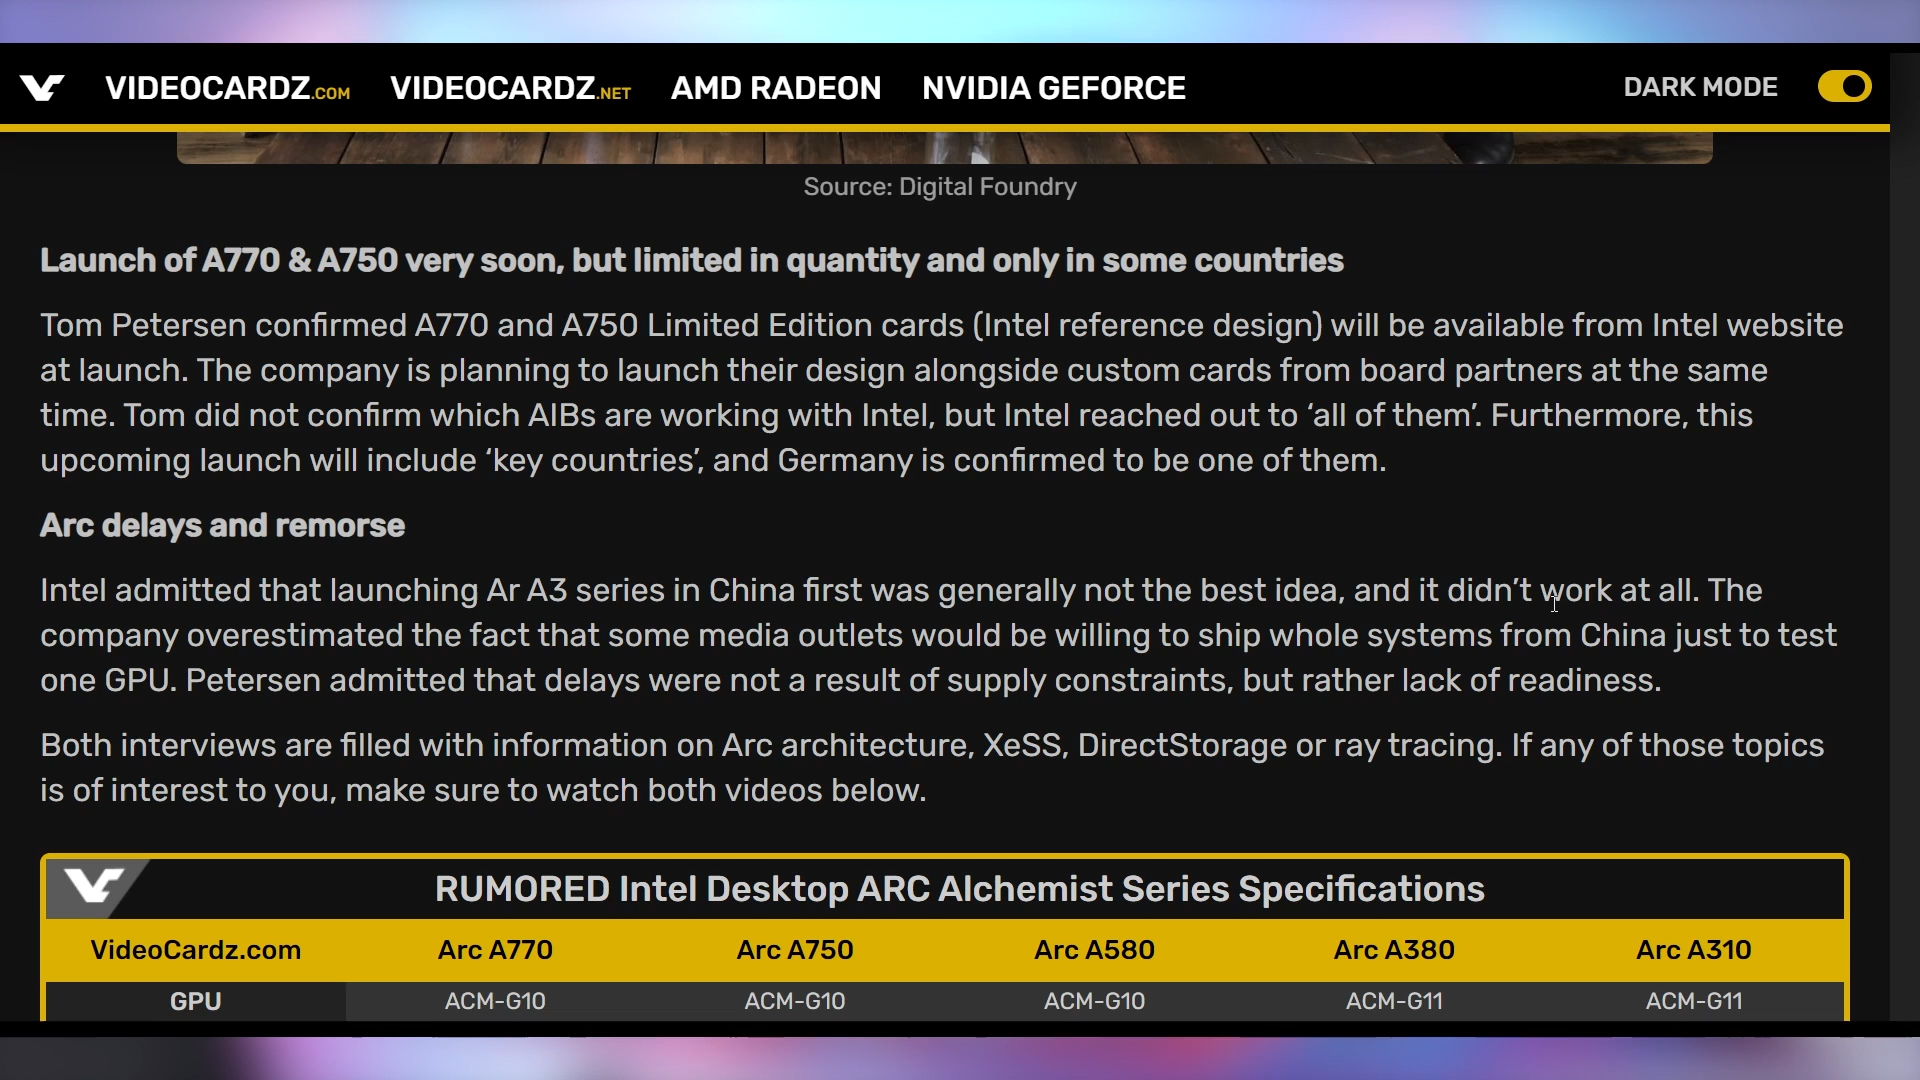 VIDEOCARDZ.COM VIDEOCARDZ.NET AMD RADEON NVIDIA GEFORCE DARK MODE
Source: Digital Foundry
Launch of A770 & A750 very soon, but limited in quantity and only in some countries
Tom Petersen confirmed A770 and A750 Limited Edition cards (Intel reference design) will be available from Intel website
at launch. The company is planning to launch their design alongside custom cards from board partners at the same
time. Tom did not confirm which AIBs are working with Intel, but Intel reached out to ‘all of them’. Furthermore, this
upcoming launch will include ‘key countries’, and Germany is confirmed to be one of them.
Arc delays and remorse
Intel admitted that launching Ar A3 series in China first was generally not the best idea, and it didn’t work at all. The
company overestimated the fact that some media outlets would be willing to ship whole systems from China just to test
one GPU. Petersen admitted that delays were not a result of supply constraints, but rather lack of readiness.
Both interviews are filled with information on Arc architecture, XeSS, DirectStorage or ray tracing. If any of those topics
is of interest to you, make sure to watch both videos below.
RUMORED Intel Desktop ARC Alchemist Series Specifications
VideoCardz.com Arc A770 Arc A750 Arc A580 Arc A380 Arc A310
GPU ACM-G10 ACM-G10 ACM-G10 ACM-G11 ACM-G11